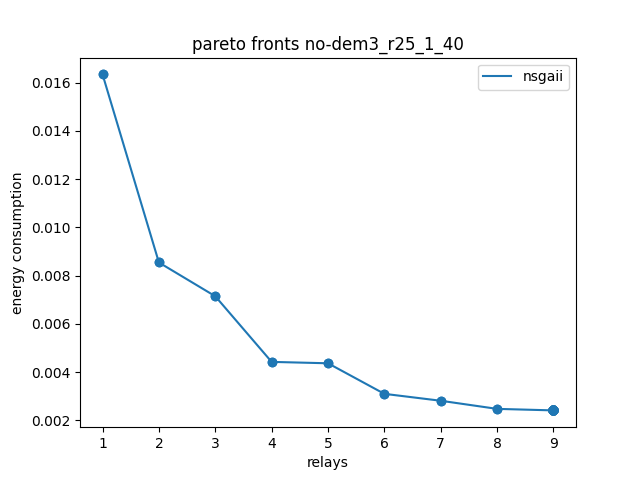 pareto fronts no-dem3_r25_1_40
nsgaii
energy consumption
0.016
0.014
0.012
0.010
0.008
0.006
0.004
0.002
1 2 3 4 5 6 7 8 9
relays